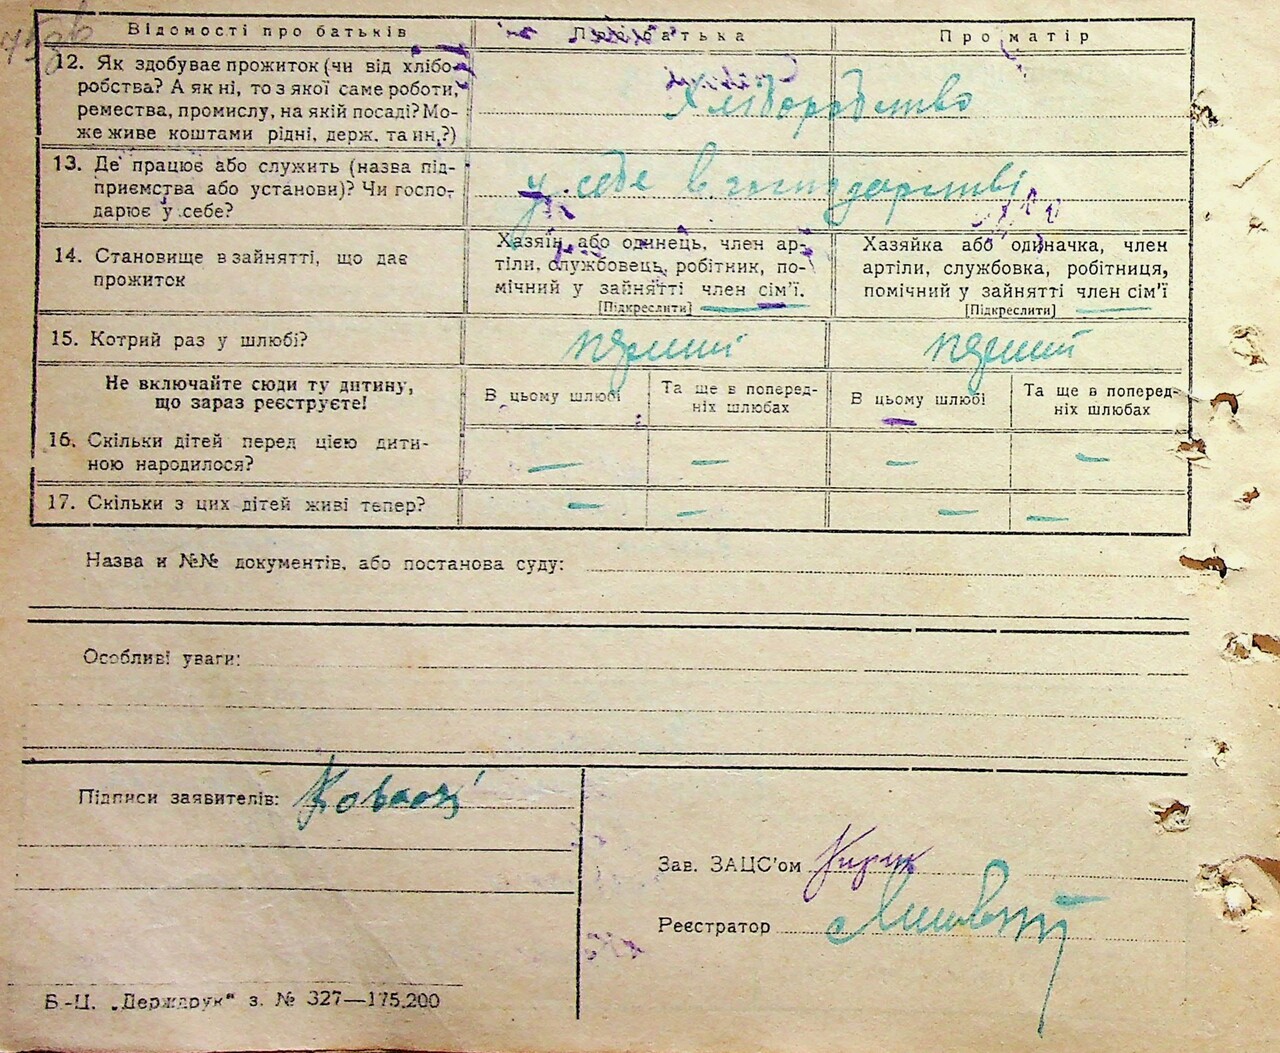 Відомості про батьків Про батька Про матір
12. Як здобуває прожиток (чи від хлібо-
робства? А як ні, то з якої саме роботи,
ремества, промислу, на якій посаді? Мо-
же живе коштами рідні, держ. та ин.?)
Хліборобство
13. Де працює або служить (назва під-
приємства або установи)? Чи госпо-
дарює у себе?
у себе в господарстві
14. Становище в зайнятті, що дає
прожиток
Хазяїн або одинець, член ар-
тіли, службовець, робітник, по-
мічний у зайнятті член сім'ї.
[Підкреслити]
Хазяйка або одиначка, член
артіли, службовка, робітниця,
помічний у зайнятті член сім'ї
[Підкреслити]
15. Котрий раз у шлюбі? перший перший
Не включайте сюди ту дитину,
що зараз реєструєте!
В цьому шлюбі
Та ще в поперед-
ніх шлюбах
В цьому шлюбі
Та ще в поперед-
ніх шлюбах
16. Скільки дітей перед цією дити-
ною народилося?
— — — —
17. Скільки з цих дітей живі тепер? — — — —
Назва и №№ документів, або постанова суду:
Особливі уваги:
Підписи заявителів:
Зав. ЗАЦС'ом
Реєстратор
Б.-Ц. „Держдрук" з. № 327—175.200